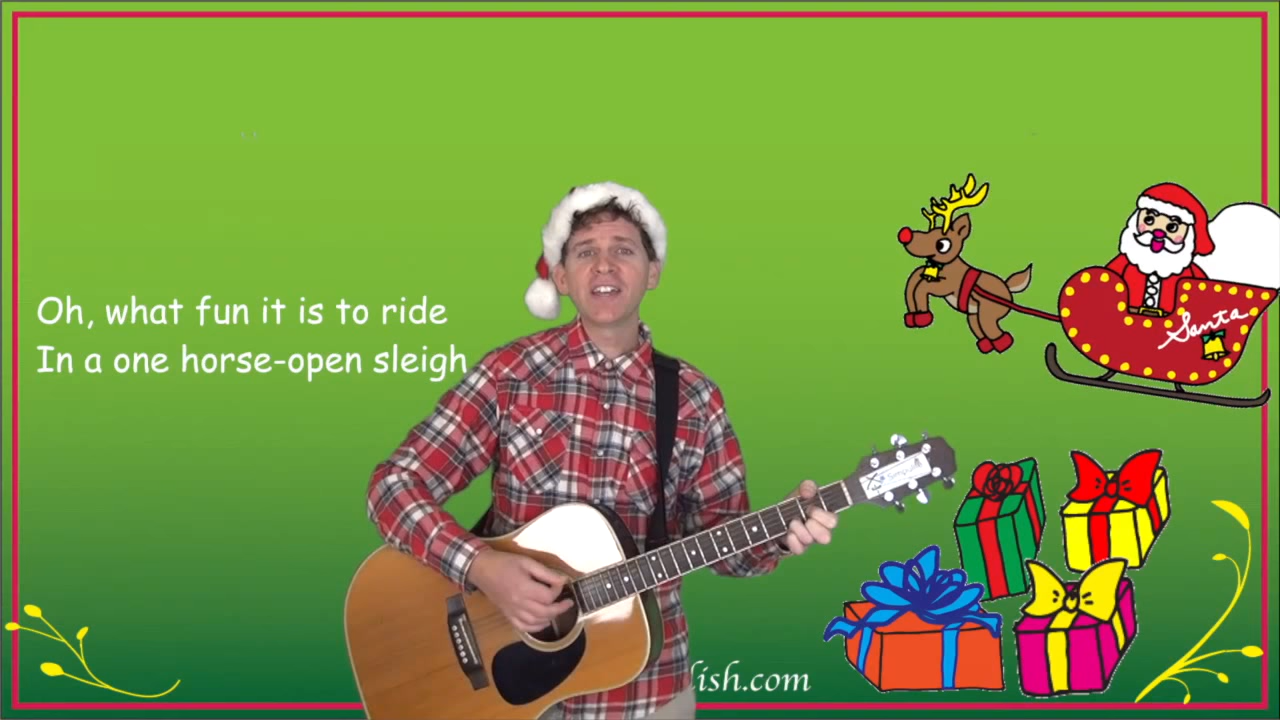 Oh, what fun it is to ride
In a one horse-open sleigh
Santa
lish.com